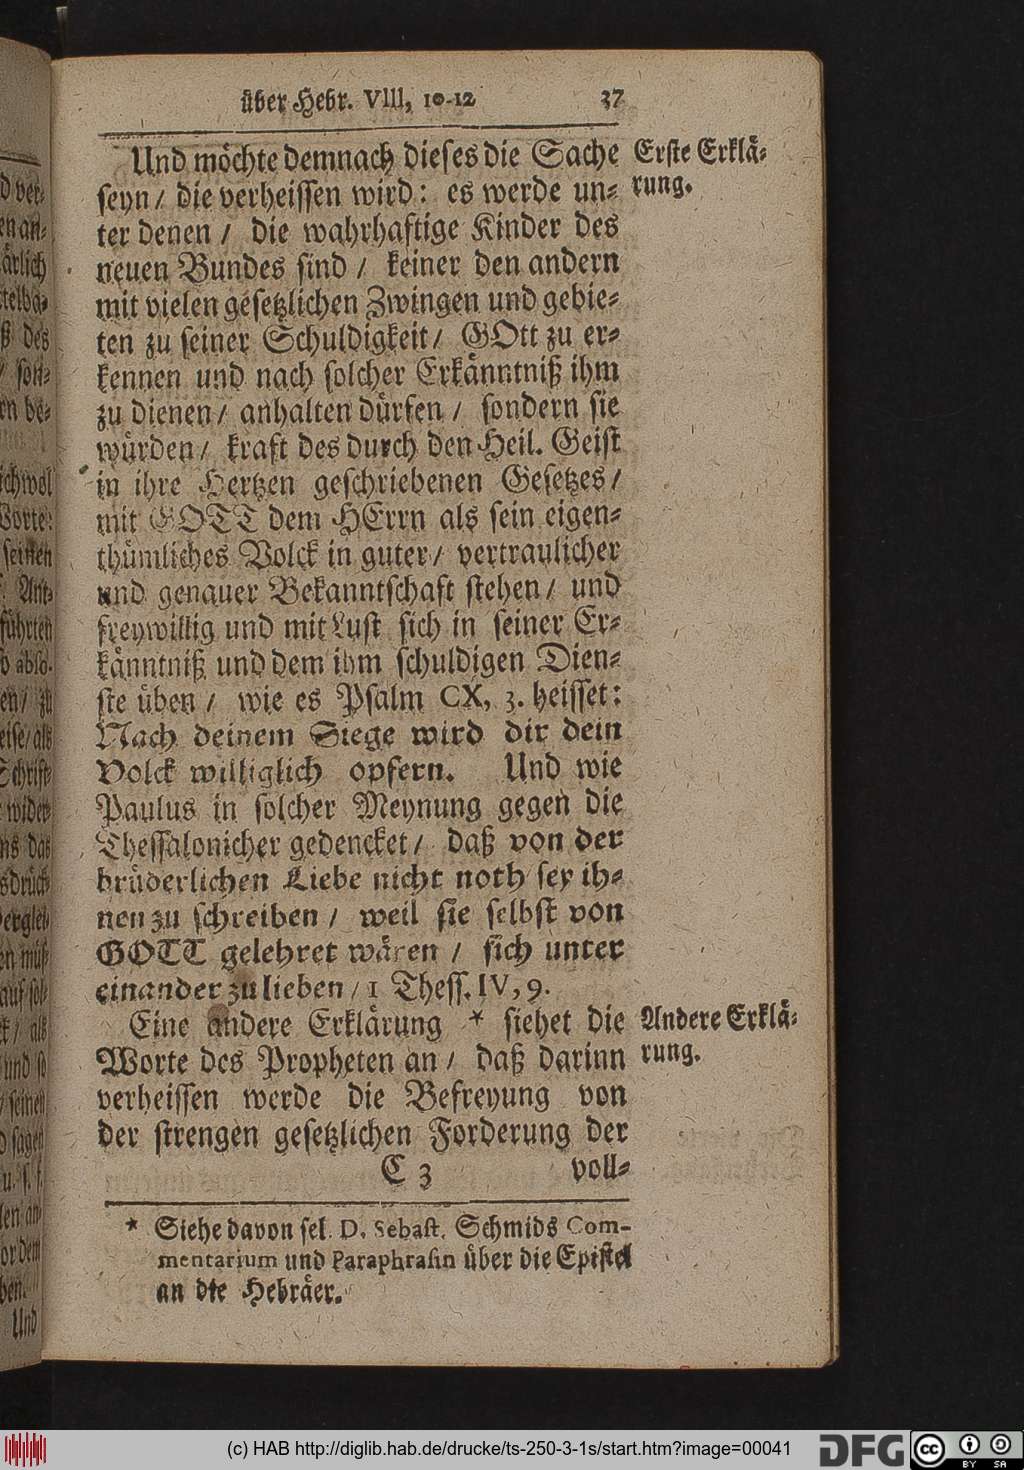 über Hebr. VIII, 10-12 37
Und möchte demnach dieses die Sache
seyn / die verheissen wird: es werde un-
ter denen / die wahrhaftige Kinder des
neuen Bundes sind / keiner den andern
mit vielen gesetzlichen Zwingen und gebie-
ten zu seiner Schuldigkeit / GOtt zu er-
kennen und nach solcher Erkänntniß ihm
zu dienen / anhalten dürfen / sondern sie
würden / kraft des durch den Heil. Geist
in ihre Hertzen geschriebenen Gesetzes /
mit GOTT dem HErrn als sein eigen-
thümliches Volck in guter / vertraulicher
und genauer Bekanntschaft stehen / und
freywillig und mit Lust sich in seiner Er-
känntniß und dem ihm schuldigen Dien-
ste üben / wie es Psalm CX, 3. heisset:
Nach deinem Siege wird dir dein
Volck williglich opfern. Und wie
Paulus in solcher Meynung gegen die
Thessalonicher gedencket / daß von der
brüderlichen Liebe nicht noth sey ih-
nen zu schreiben / weil sie selbst von
GOTT gelehret wären / sich unter
einander zu lieben / 1 Thess. IV, 9.
Eine andere Erklärung * siehet die
Worte des Propheten an / daß darinn
verheissen werde die Befreyung von
der strengen gesetzlichen Forderung der
C 3 voll-
Erste Erklä-
rung.
Andere Erklä-
rung.
* Siehe davon sel. D. Sebast. Schmids Com-
mentarium und Paraphrasin über die Epistel
an die Hebräer.
(c) HAB http://diglib.hab.de/drucke/ts-250-3-1s/start.htm?image=00041
DFG
cc BY SA